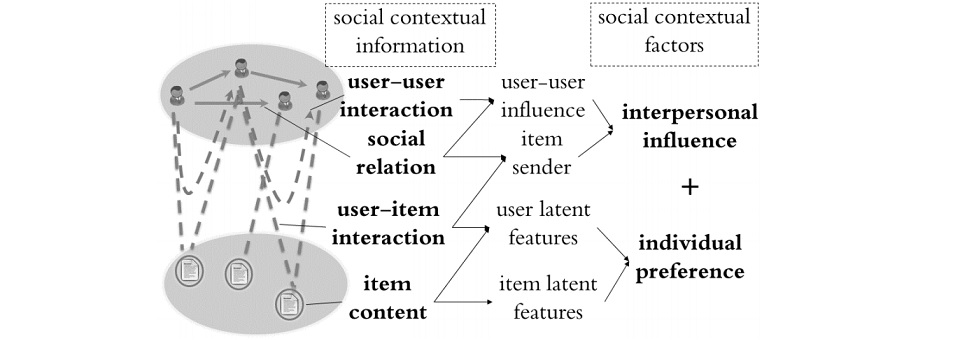 social contextual
information
social contextual
factors
user–user
interaction
social
relation
user–item
interaction
item
content
user–user
influence
item
sender
user latent
features
item latent
features
interpersonal
influence
+
individual
preference